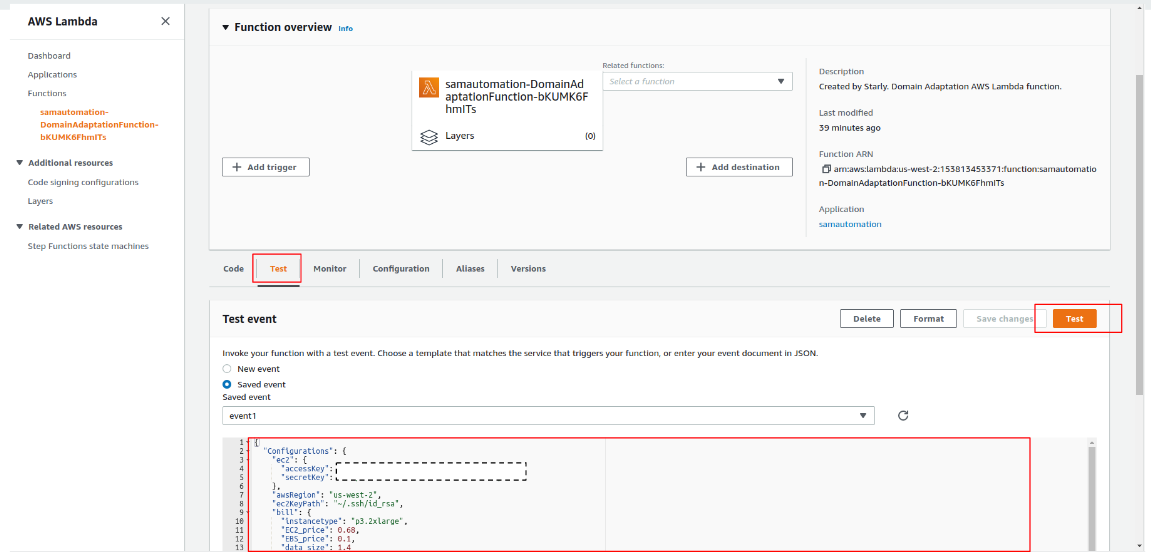 AWS Lambda
Dashboard
Applications
Functions
samautomation-
DomainAdaptationFunction-
bKUMK6FhmITs
Additional resources
Code signing configurations
Layers
Related AWS resources
Step Functions state machines
Function overview Info
samautomation-DomainAd
aptationFunction-bKUMK6F
hmITs
Layers (0)
Related functions:
Select a function
+ Add trigger
+ Add destination
Description
Created by Starly. Domain Adaptation AWS Lambda function.
Last modified
39 minutes ago
Function ARN
arn:aws:lambda:us-west-2:153813453371:function:samautomatio
n-DomainAdaptationFunction-bKUMK6FhmITs
Application
samautomation
Code Test Monitor Configuration Aliases Versions
Test event Delete Format Save changes Test
Invoke your function with a test event. Choose a template that matches the service that triggers your function, or enter your event document in JSON.
New event
Saved event
Saved event
event1
1 {
2 "Configurations": {
3 "ec2": {
4 "accessKey":
5 "secretKey":
6 },
7 "awsRegion": "us-west-2",
8 "ec2KeyPath": "~/.ssh/id_rsa",
9 "bill": {
10 "instancetype": "p3.2xlarge",
11 "EC2_price": 0.68,
12 "EBS_price": 0.1,
13 "data_size": 1.4